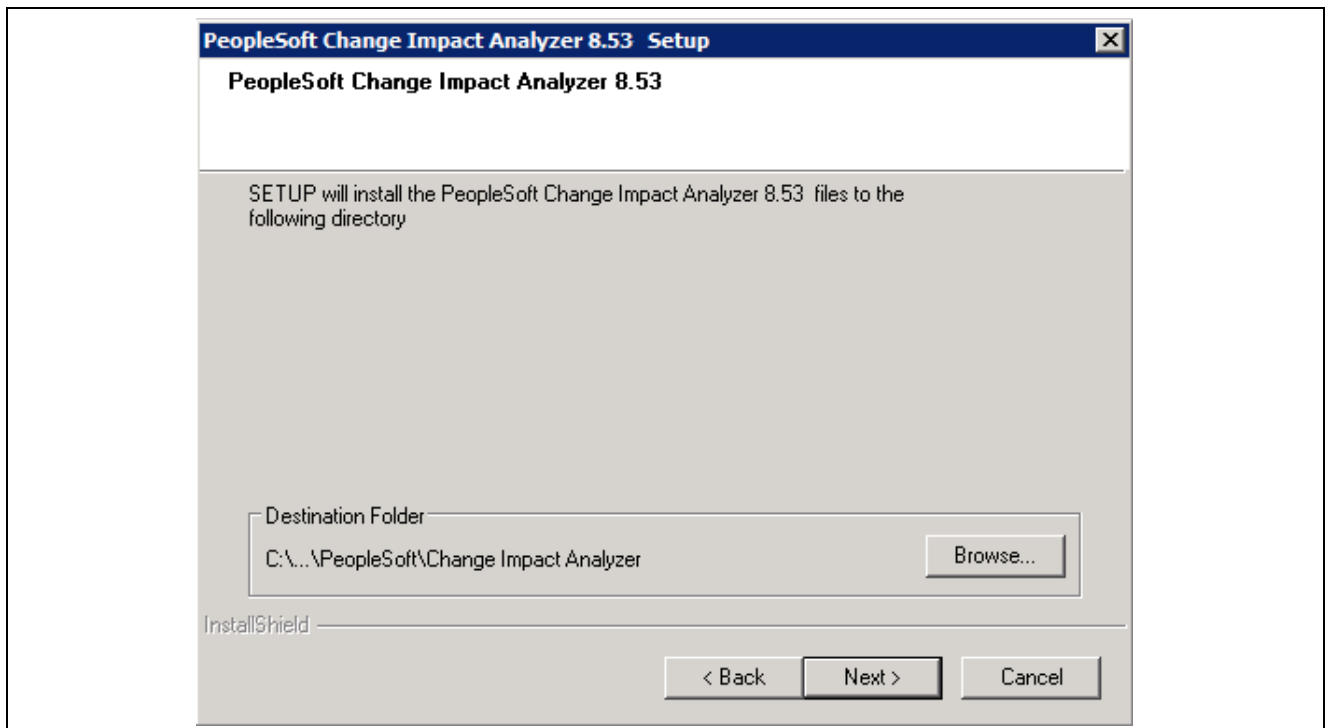 PeopleSoft Change Impact Analyzer 8.53 Setup
PeopleSoft Change Impact Analyzer 8.53
SETUP will install the PeopleSoft Change Impact Analyzer 8.53 files to the
following directory
Destination Folder
C:\...\PeopleSoft\Change Impact Analyzer
Browse...
InstallShield
< Back
Next >
Cancel